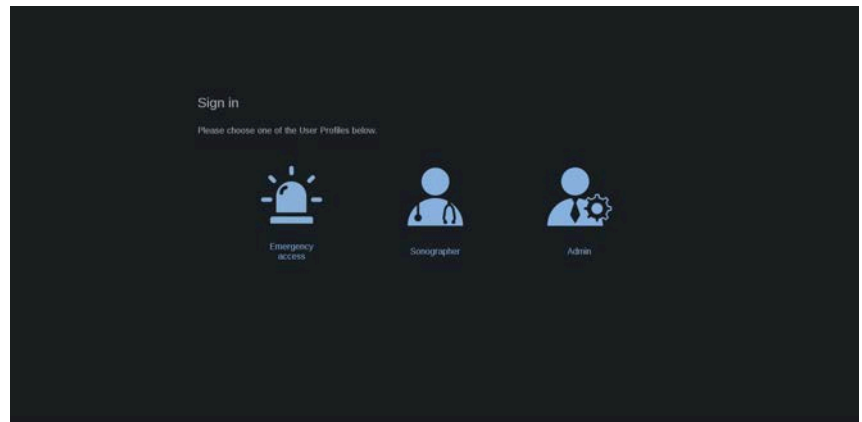 Sign in
Please choose one of the User Profiles below.
Emergency
access
Sonographer
Admin